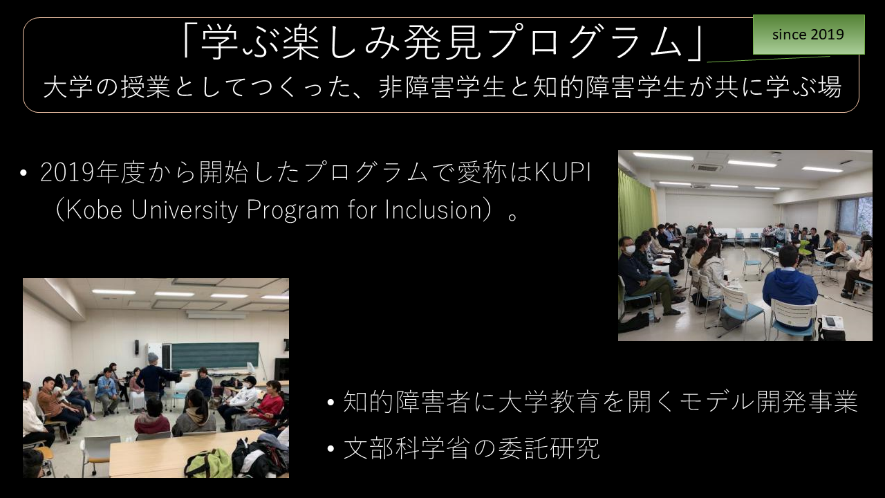 「学ぶ楽しみ発見プログラム」
since 2019
大学の授業としてつくった、非障害学生と知的障害学生が共に学ぶ場
• 2019年度から開始したプログラムで愛称はKUPI
（Kobe University Program for Inclusion）。
• 知的障害者に大学教育を開くモデル開発事業
• 文部科学省の委託研究